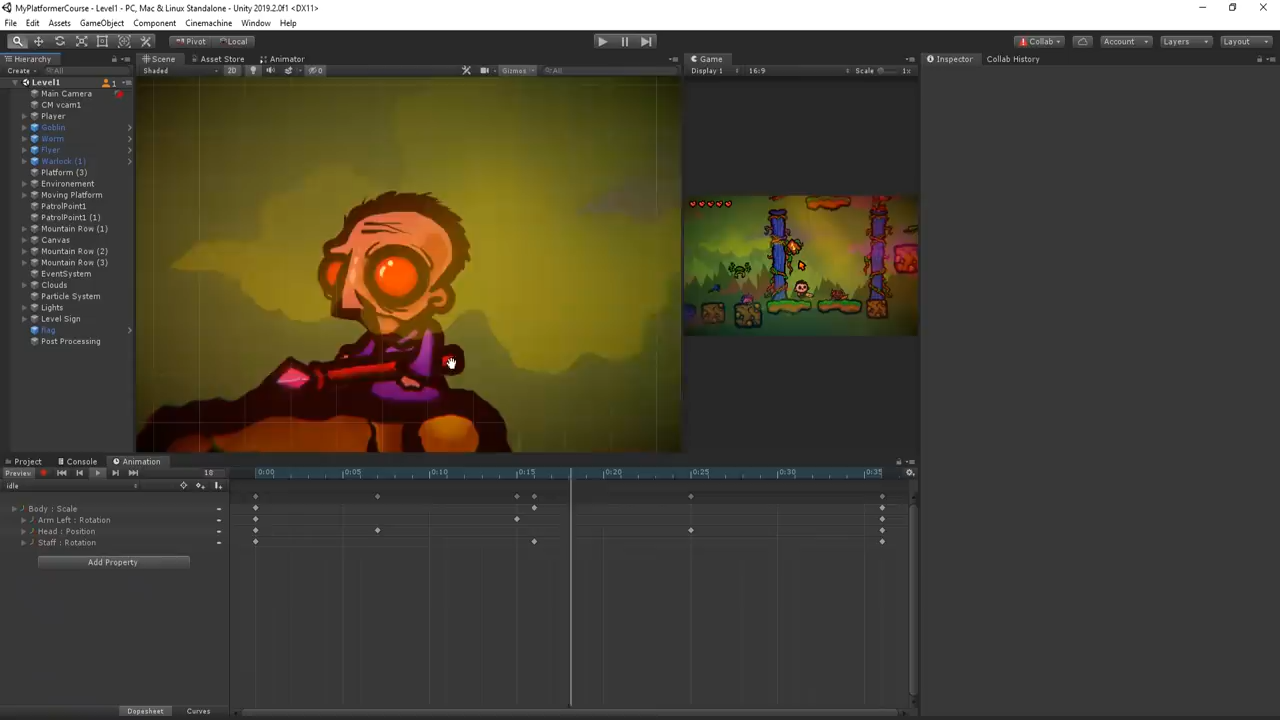 MyPlatformerCourse - Level1 - PC, Mac & Linux Standalone - Unity 2019.2.0f1 <DX11>
File Edit Assets GameObject Component Cinemachine Window Help
Pivot Local Collab Account Layers Layout
Hierarchy Scene Asset Store Animator Game Inspector Collab History
Create All Shaded 2D 0 Gizmos All Display 1 16:9 Scale 1x
Level1 1
Main Camera
CM vcam1
Player
Goblin
Worm
Flyer
Warlock (1)
Platform (3)
Environement
Moving Platform
PatrolPoint1
PatrolPoint1 (1)
Mountain Row (1)
Canvas
Mountain Row (2)
Mountain Row (3)
EventSystem
Clouds
Particle System
Lights
Level Sign
Rag
Post Processing
Project Console Animation
Preview 18 0:00 0:05 0:10 0:15 0:20 0:25 0:30 0:35
idle
Body : Scale
Arm Left : Rotation
Head : Position
Staff : Rotation
Add Property
Dopesheet Curves